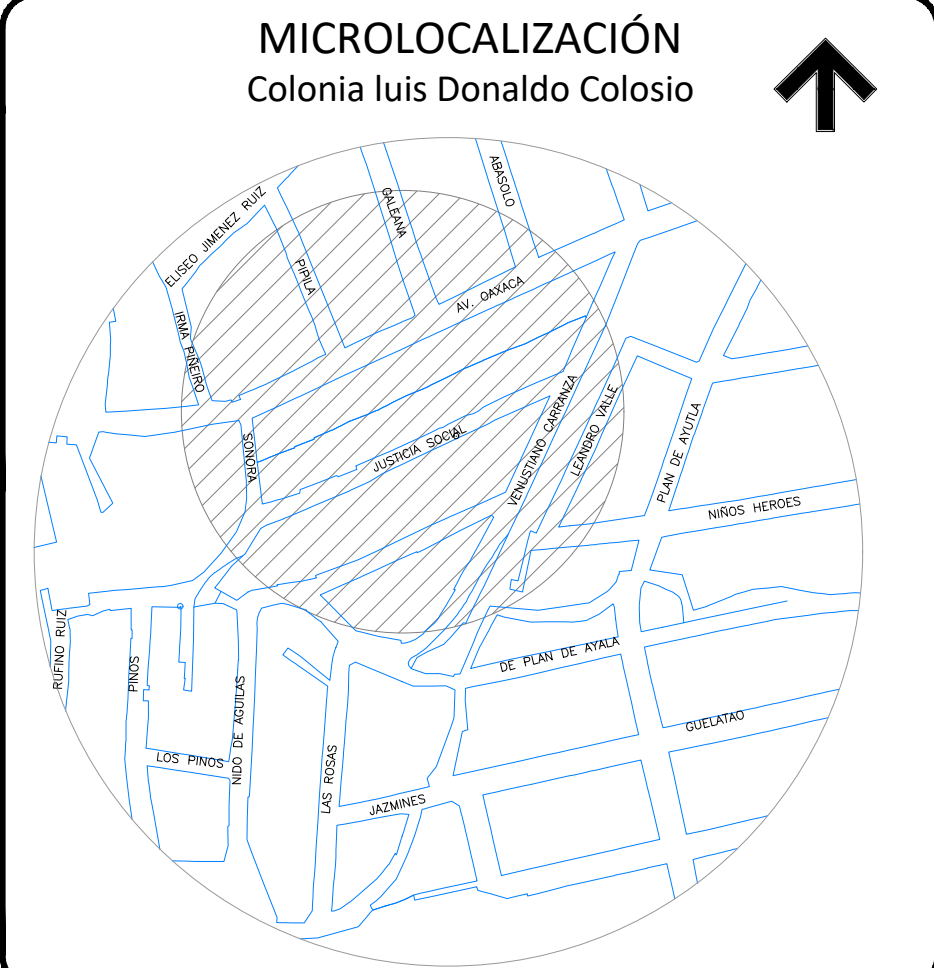 MICROLOCALIZACIÓN
Colonia luis Donaldo Colosio
ELISEO JIMENEZ RUIZ
ABASOLO
GALEANA
PIPILA
AV. OAXACA
IRMA PIÑEIRO
SONORA
JUSTICIA SOCIAL
VENUSTIANO CARRANZA
LEANDRO VALLE
PLAN DE AYUTLA
NIÑOS HEROES
RUFINO RUIZ
PINOS
NIDO DE AGUILAS
LOS PINOS
LAS ROSAS
JAZMINES
DE PLAN DE AYALA
GUELATAO